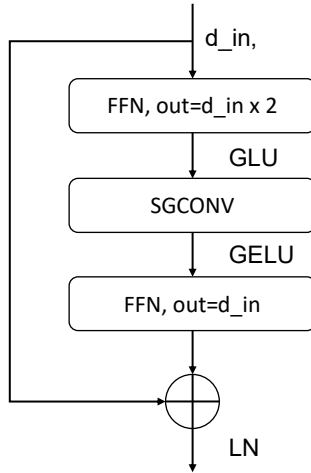 d_in,
FFN, out=d_in x 2
GLU
SGCONV
GELU
FFN, out=d_in
LN